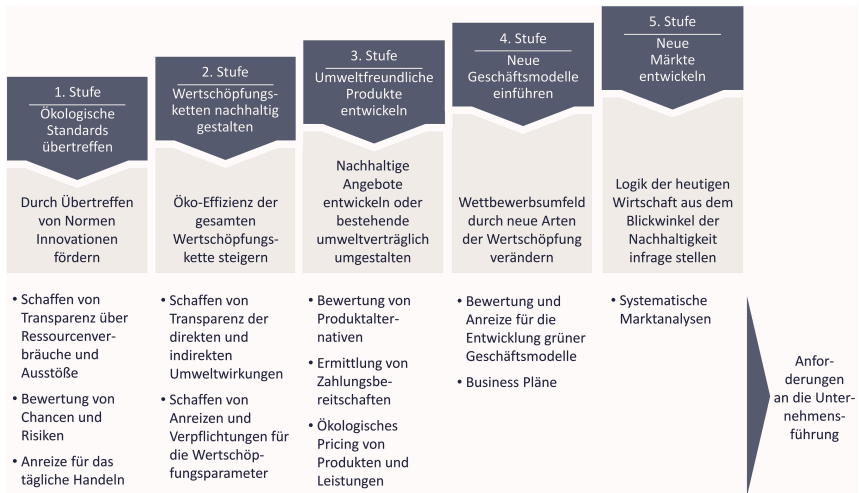 1. Stufe
Ökologische
Standards
übertreffen
Durch Übertreffen
von Normen
Innovationen
fördern
• Schaffen von
Transparenz über
Ressourcenver-
bräuche und
Ausstöße
• Bewertung von
Chancen und
Risiken
• Anreize für das
tägliche Handeln
2. Stufe
Wertschöpfungs-
ketten nachhaltig
gestalten
Öko-Effizienz der
gesamten
Wertschöpfungs-
kette steigern
• Schaffen von
Transparenz der
direkten und
indirekten
Umweltwirkungen
• Schaffen von
Anreizen und
Verpflichtungen für
die Wertschöp-
fungsparameter
3. Stufe
Umweltfreundliche
Produkte
entwickeln
Nachhaltige
Angebote
entwickeln oder
bestehende
umweltverträglich
umgestalten
• Bewertung von
Produktalter-
nativen
• Ermittlung von
Zahlungsbe-
reitschaften
• Ökologisches
Pricing von
Produkten und
Leistungen
4. Stufe
Neue
Geschäftsmodelle
einführen
Wettbewerbsumfeld
durch neue Arten
der Wertschöpfung
verändern
• Bewertung und
Anreize für die
Entwicklung grüner
Geschäftsmodelle
• Business Pläne
5. Stufe
Neue
Märkte
entwickeln
Logik der heutigen
Wirtschaft aus dem
Blickwinkel der
Nachhaltigkeit
infrage stellen
• Systematische
Marktanalysen
Anfor-
derungen
an die Unter-
nehmens-
führung